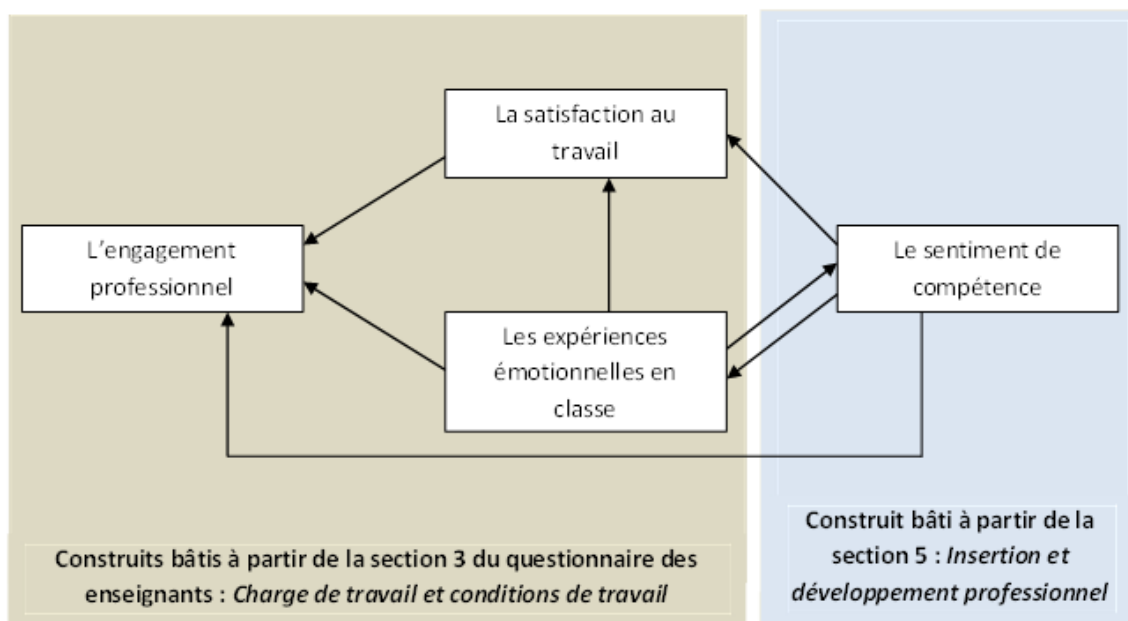 La satisfaction au
travail
L'engagement
professionnel
Le sentiment de
compétence
Les expériences
émotionnelles en
classe
Construits bâtis à partir de la section 3 du questionnaire des
enseignants : Charge de travail et conditions de travail
Construit bâti à partir de la
section 5 : Insertion et
développement professionnel